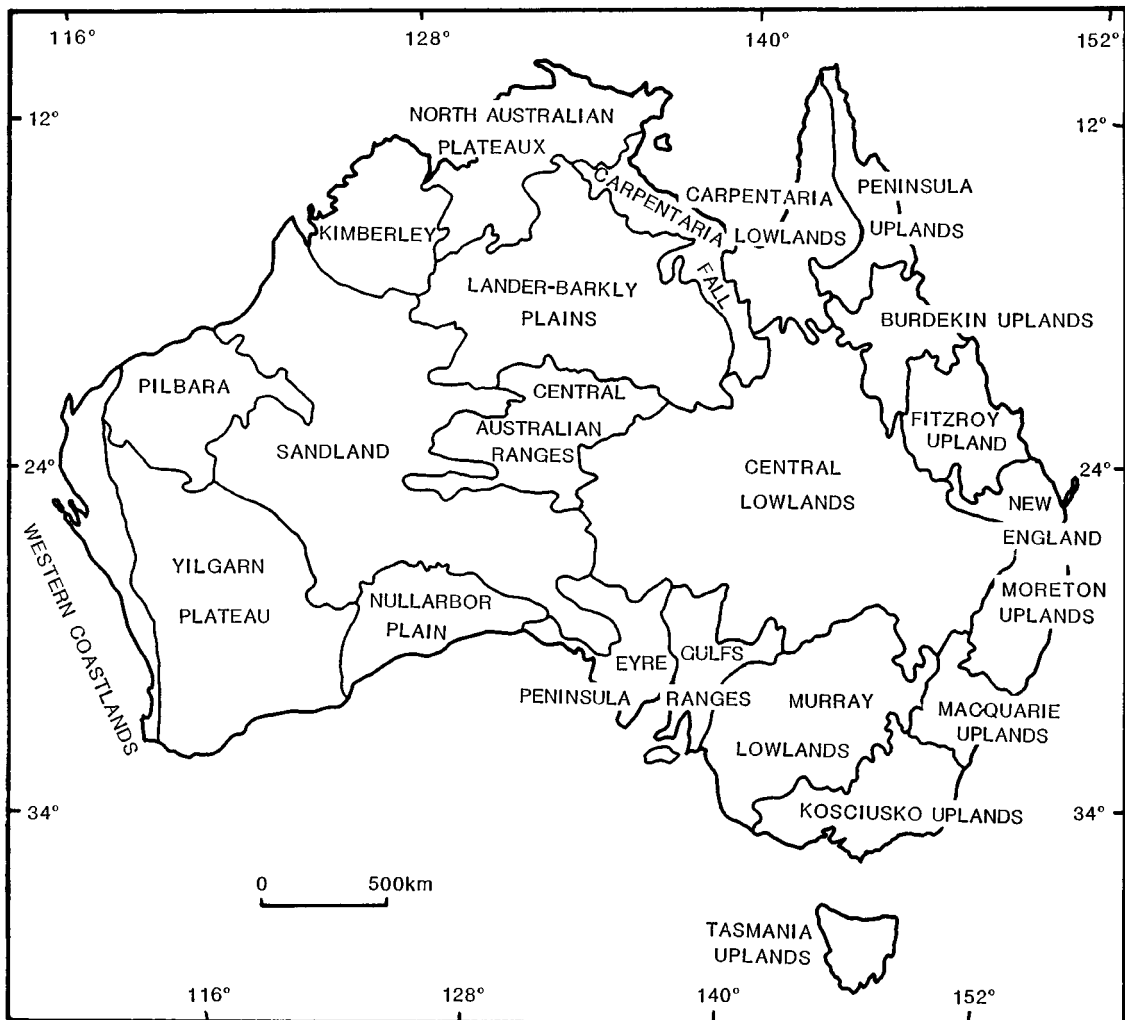 116°
128°
140°
152°
12°
12°
NORTH AUSTRALIAN
PLATEAUX
CARPENTARIA
FALL
CARPENTARIA
LOWLANDS
PENINSULA
UPLANDS
KIMBERLEY
LANDER-BARKLY
PLAINS
BURDEKIN UPLANDS
PILBARA
CENTRAL
AUSTRALIAN
RANGES
SANDLAND
FITZROY
UPLAND
24°
24°
CENTRAL
LOWLANDS
NEW
ENGLAND
MORETON
UPLANDS
WESTERN COASTLANDS
YILGARN
PLATEAU
NULLARBOR
PLAIN
EYRE
PENINSULA
GULFS
RANGES
MURRAY
LOWLANDS
MACQUARIE
UPLANDS
KOSCIUSKO UPLANDS
34°
34°
0
500km
TASMANIA
UPLANDS
116°
128°
140°
152°